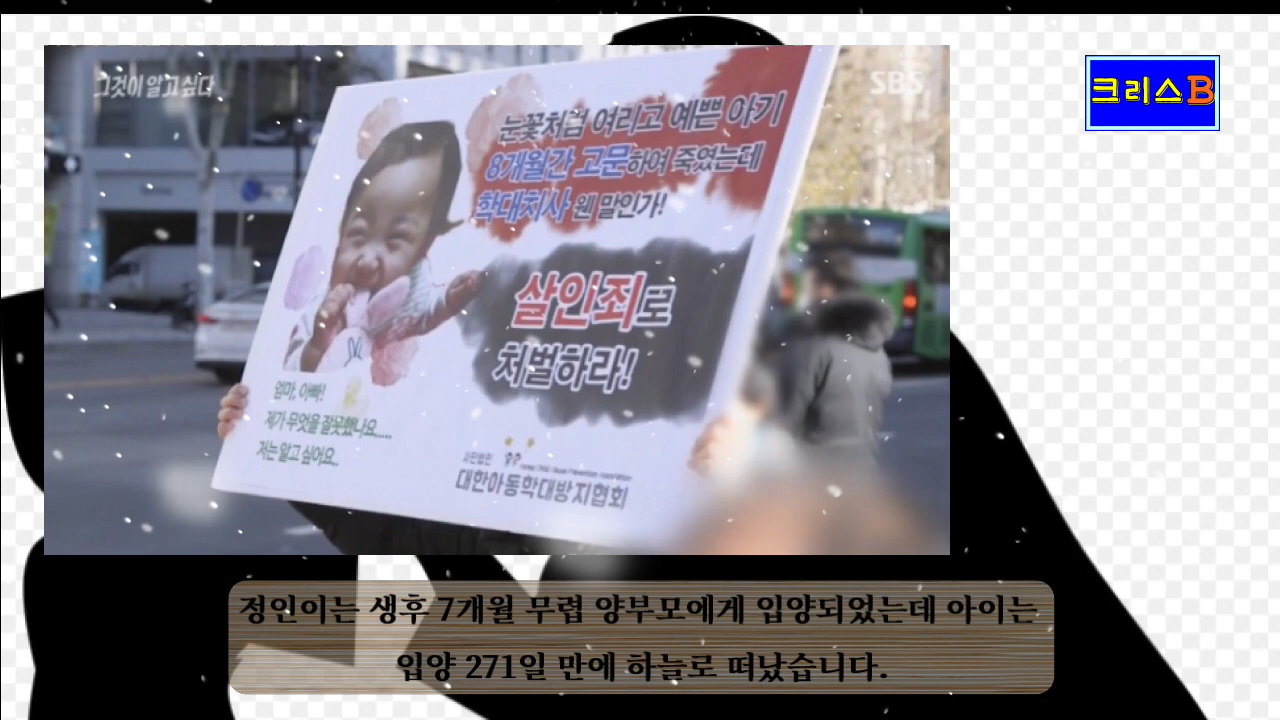 그것이 알고싶다
SBS
크리스B
눈꽃처럼 여리고 예쁜 아기
8개월간 고문하여 죽였는데
학대치사 웬 말인가!
살인죄로
처벌하라!
엄마, 아빠!
제가 무엇을 잘못했나요.....
저는 알고 싶어요..
사단법인
대한아동학대방지협회
정인이는 생후 7개월 무렵 양부모에게 입양되었는데 아이는
입양 271일 만에 하늘로 떠났습니다.